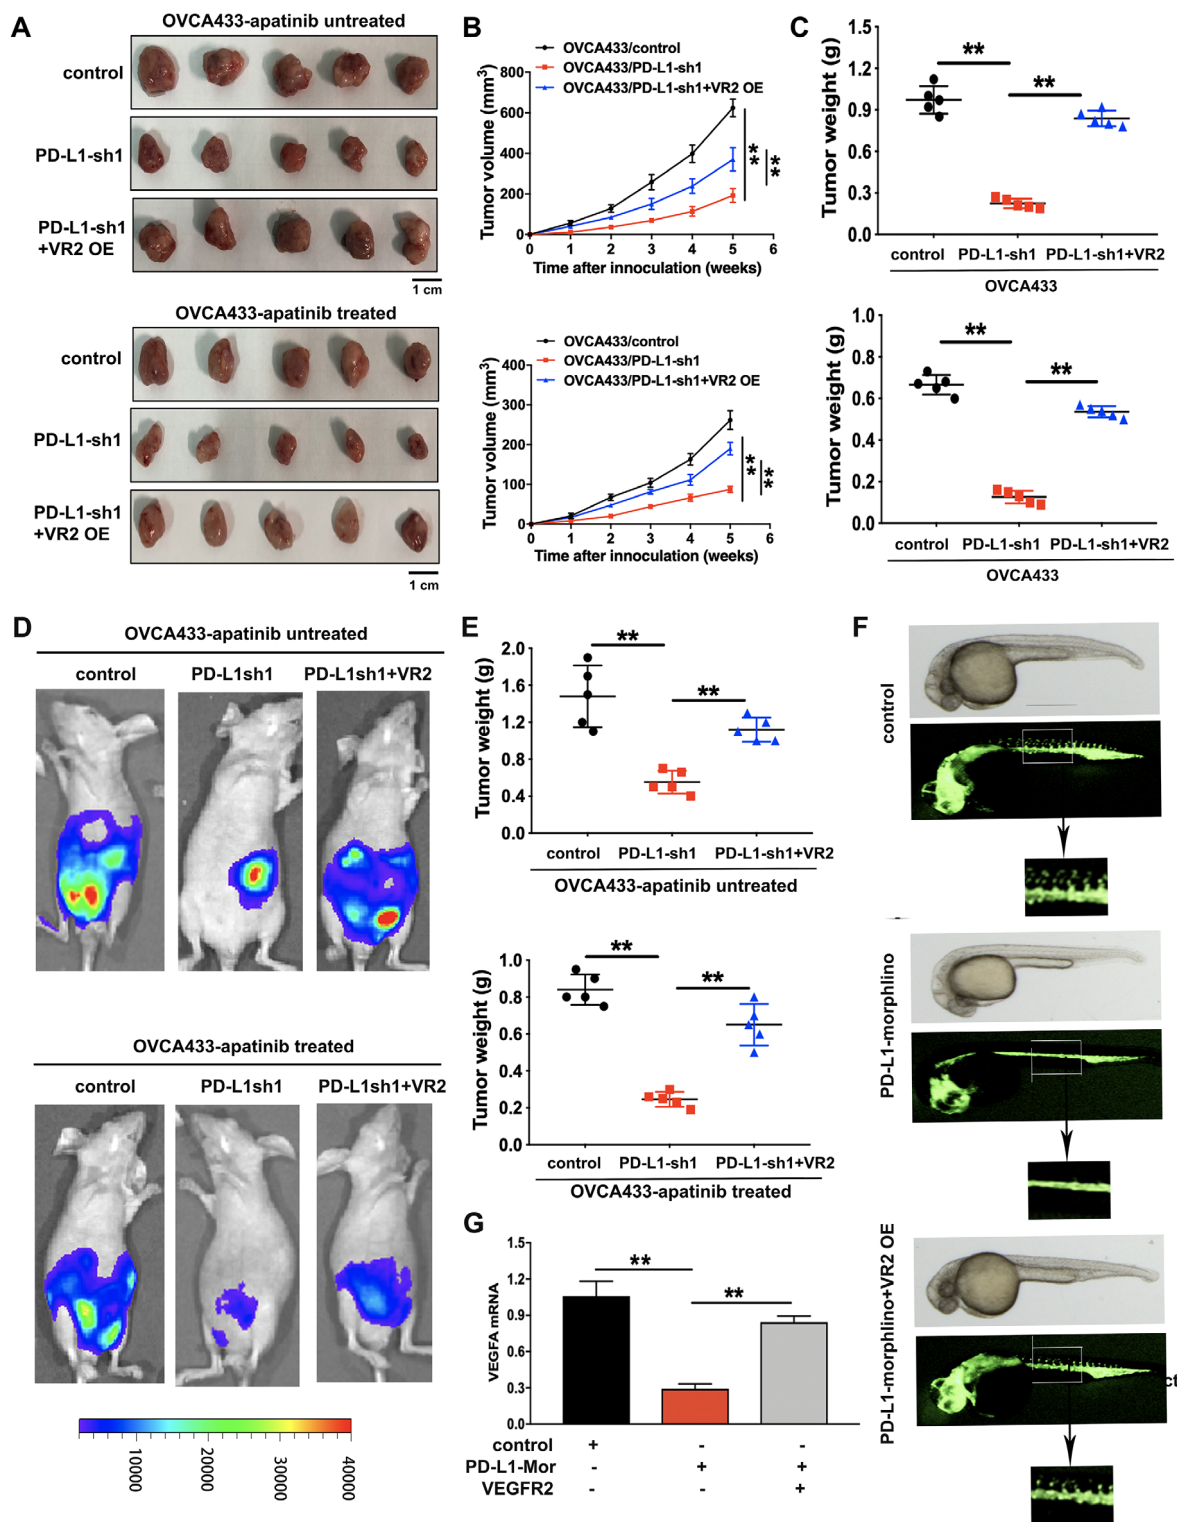 A
OVCA433-apatinib untreated
control
PD-L1-sh1
PD-L1-sh1
+VR2 OE
1 cm
OVCA433-apatinib treated
control
PD-L1-sh1
PD-L1-sh1
+VR2 OE
1 cm
B
OVCA433/control
OVCA433/PD-L1-sh1
OVCA433/PD-L1-sh1+VR2 OE
Tumor volume (mm3)
800
600
400
200
0
0 1 2 3 4 5 6
Time after innoculation (weeks)
**
**
OVCA433/control
OVCA433/PD-L1-sh1
OVCA433/PD-L1-sh1+VR2 OE
Tumor volume (mm3)
400
300
200
100
0
0 1 2 3 4 5 6
Time after innoculation (weeks)
**
**
C
Tumor weight (g)
1.5
1.2
0.9
0.6
0.3
0.0
**
**
control PD-L1-sh1 PD-L1-sh1+VR2
OVCA433
Tumor weight (g)
1.0
0.8
0.6
0.4
0.2
0.0
**
**
control PD-L1-sh1 PD-L1-sh1+VR2
OVCA433
D
OVCA433-apatinib untreated
control PD-L1sh1 PD-L1sh1+VR2
OVCA433-apatinib treated
control PD-L1sh1 PD-L1sh1+VR2
10000
20000
30000
40000
E
Tumor weight (g)
2.0
1.6
1.2
0.8
0.4
0.0
**
**
control PD-L1-sh1 PD-L1-sh1+VR2
OVCA433-apatinib untreated
Tumor weight (g)
1.0
0.8
0.6
0.4
0.2
0.0
**
**
control PD-L1-sh1 PD-L1-sh1+VR2
OVCA433-apatinib treated
F
control
PD-L1-morphlino
PD-L1-morphlino+VR2 OE
ct
G
VEGFA mRNA
1.5
1.2
0.9
0.6
0.3
0.0
**
**
control + - -
PD-L1-Mor - + +
VEGFR2 - - +